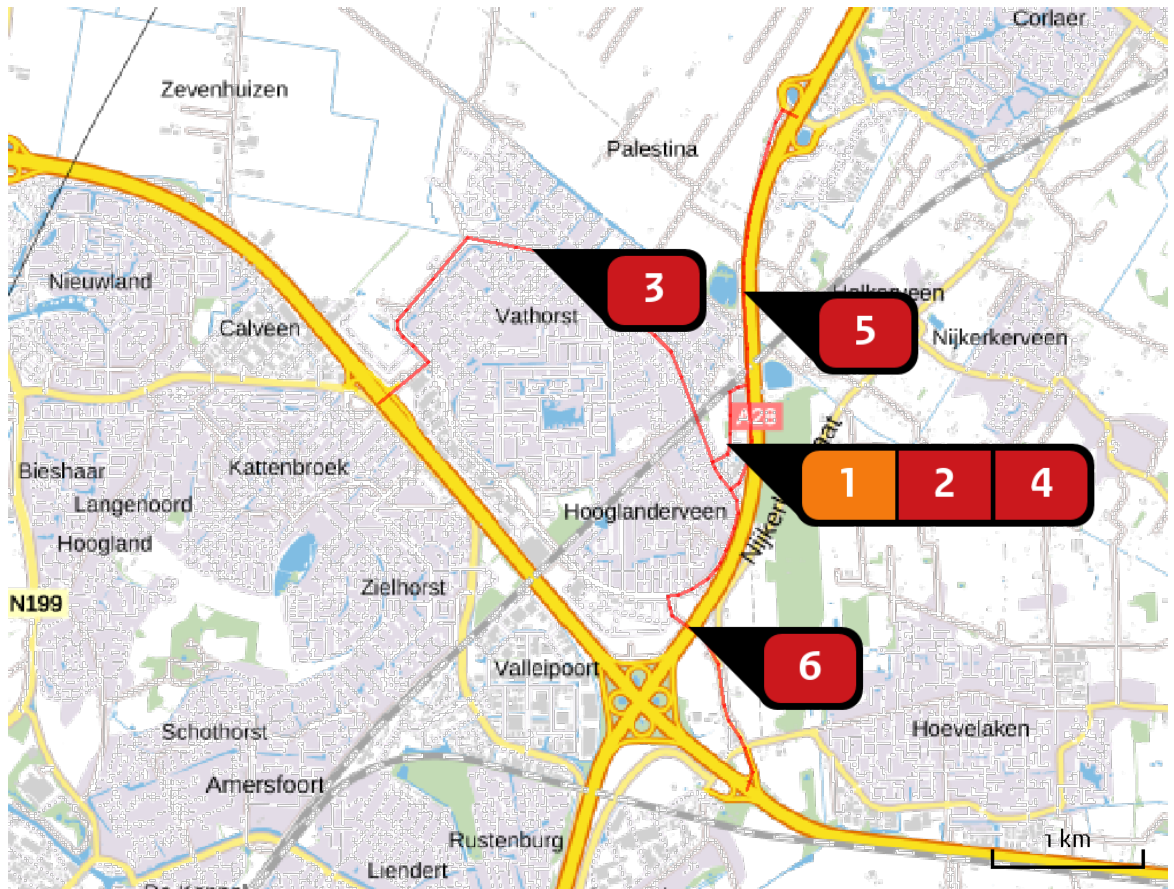 Corlaer
Zevenhuizen
Palestina
Nieuwland
3
Vathorst
Calveen
5
Nijkerkerveen
A28
Bieshaar
Kattenbroek
1 2 4
Langenoord
Hooglanderveen
Hoogland
Zielhorst
N199
Valleipoort
6
Schothorst
Hoevelaken
Amersfoort
Rustenburg
1 km
Liendert